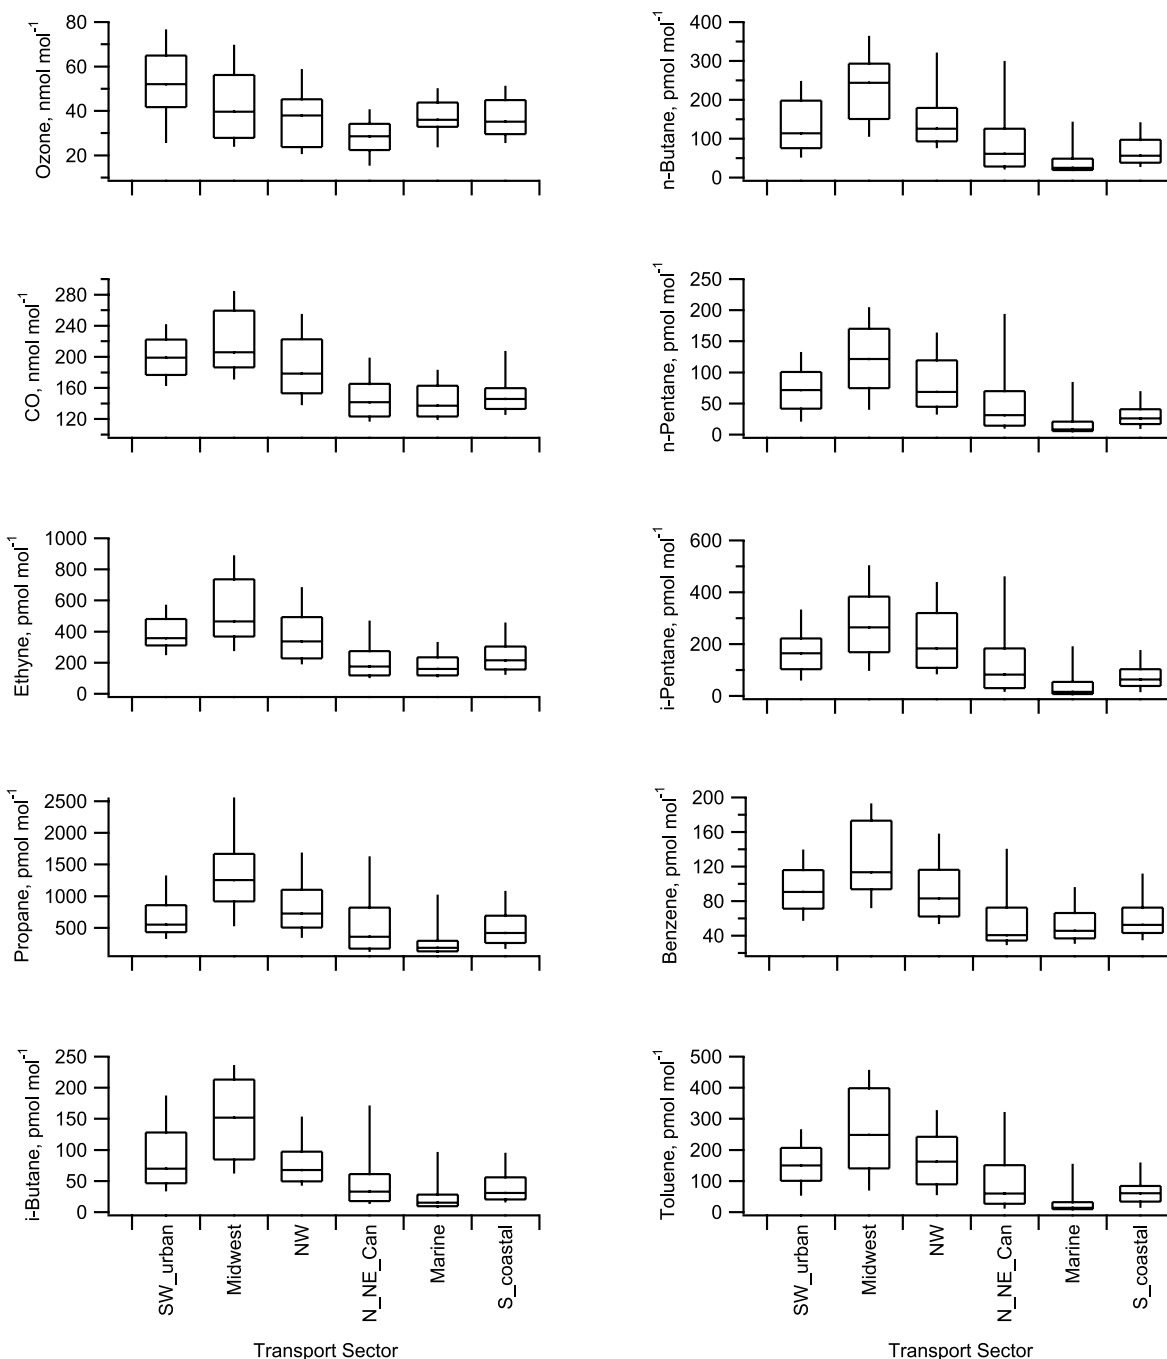 Ozone, nmol mol⁻¹
80
60
40
20
n-Butane, pmol mol⁻¹
400
300
200
100
0
CO, nmol mol⁻¹
280
240
200
160
120
n-Pentane, pmol mol⁻¹
250
200
150
100
50
0
Ethyne, pmol mol⁻¹
1000
800
600
400
200
0
i-Pentane, pmol mol⁻¹
600
400
200
0
Propane, pmol mol⁻¹
2500
2000
1500
1000
500
Benzene, pmol mol⁻¹
200
160
120
80
40
i-Butane, pmol mol⁻¹
250
200
150
100
50
0
SW_urban
Midwest
NW
N_NE_Can
Marine
S_coastal
Transport Sector
Toluene, pmol mol⁻¹
500
400
300
200
100
0
SW_urban
Midwest
NW
N_NE_Can
Marine
S_coastal
Transport Sector